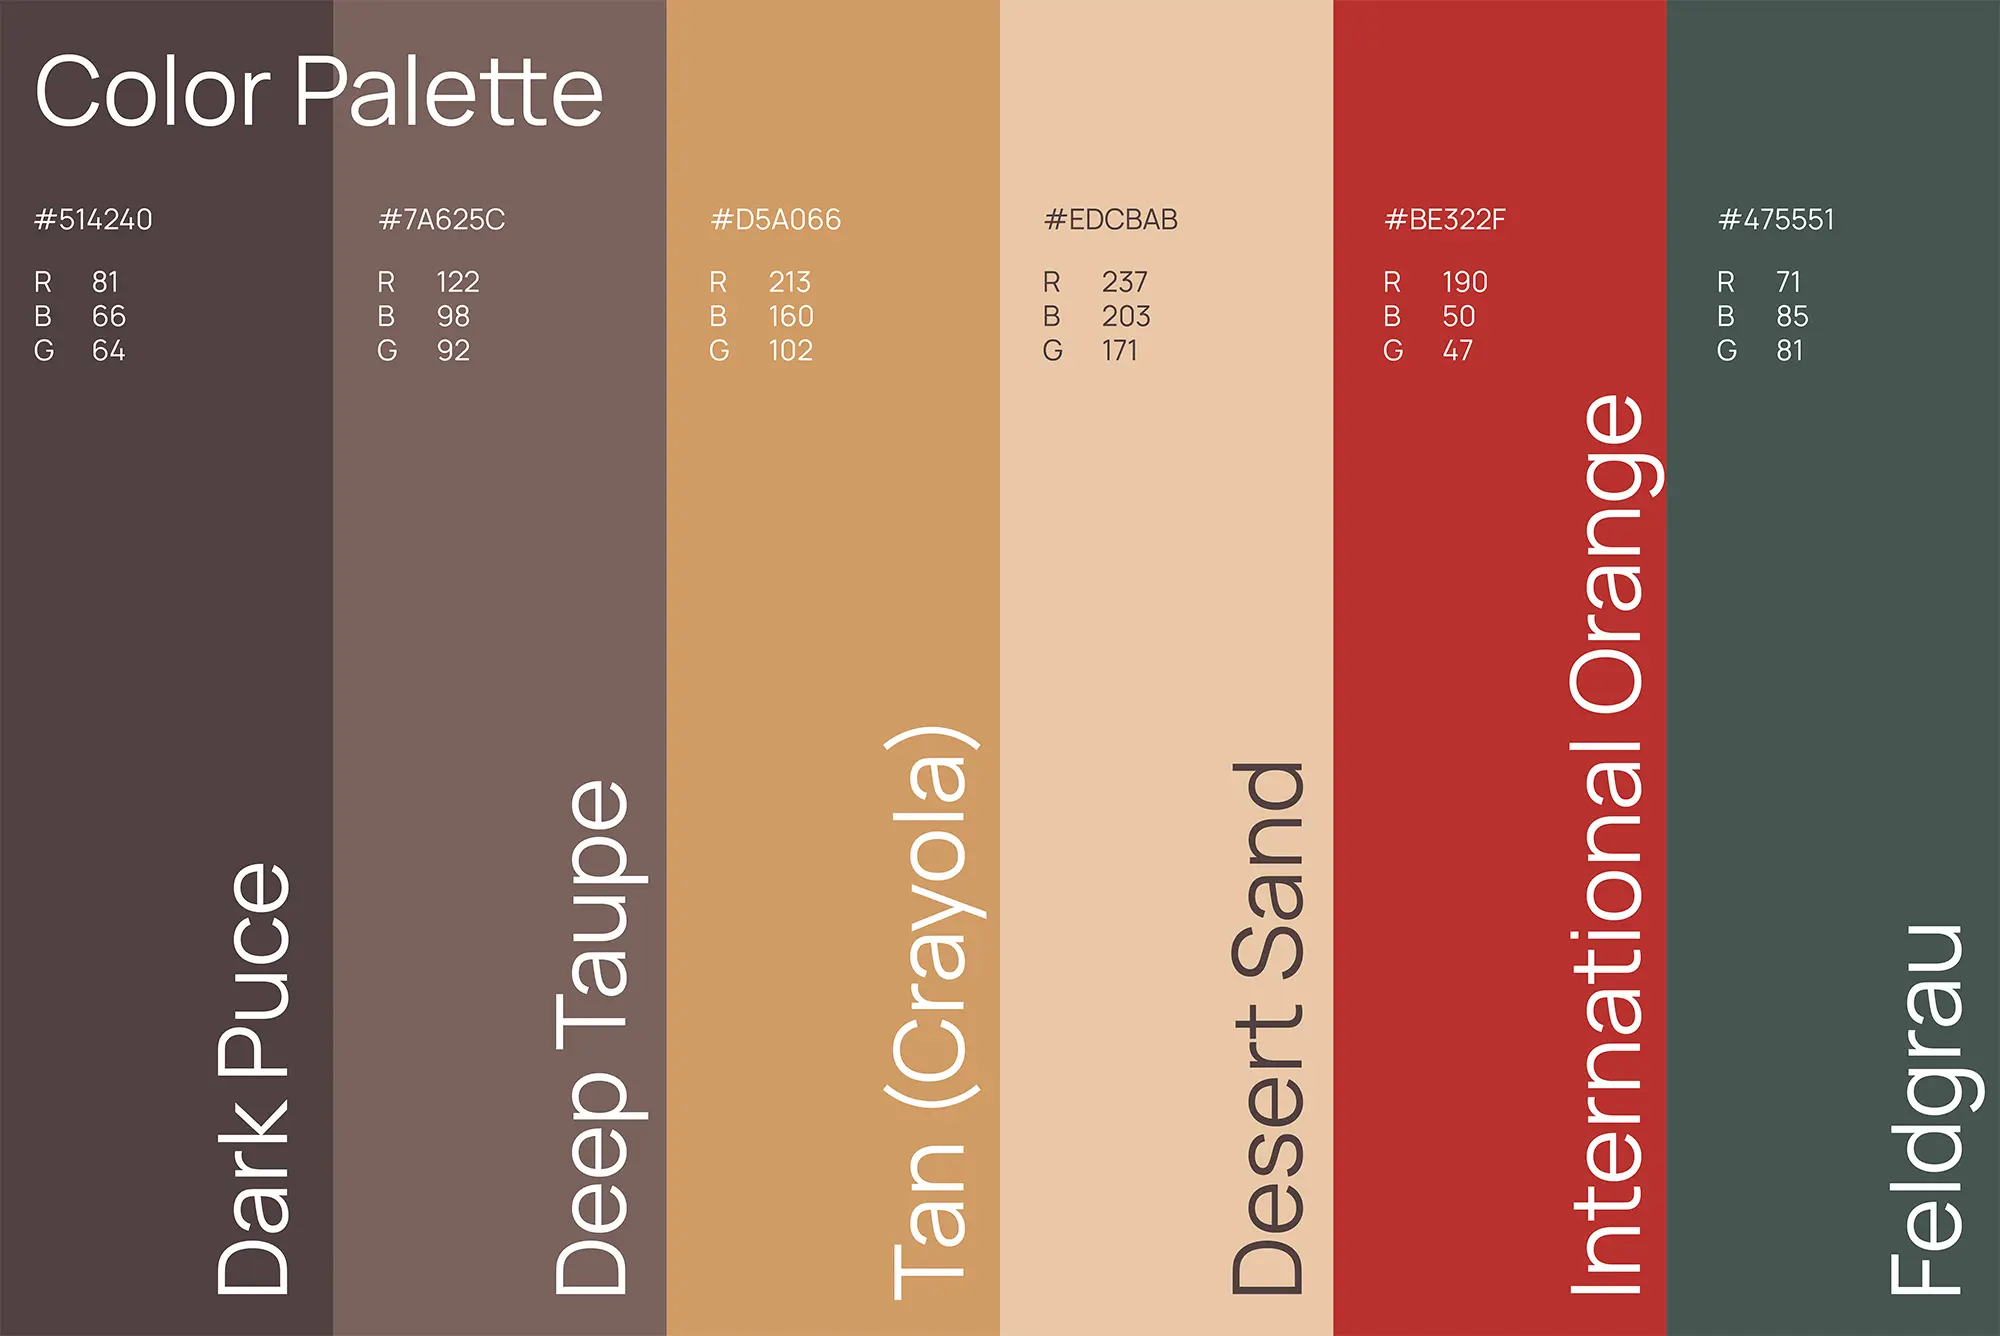 Color Palette
#514240
R 81
B 66
G 64
Dark Puce
#7A625C
R 122
B 98
G 92
Deep Taupe
#D5A066
R 213
B 160
G 102
Tan (Crayola)
#EDCBAB
R 237
B 203
G 171
Desert Sand
#BE322F
R 190
B 50
G 47
International Orange
#475551
R 71
B 85
G 81
Feldgrau